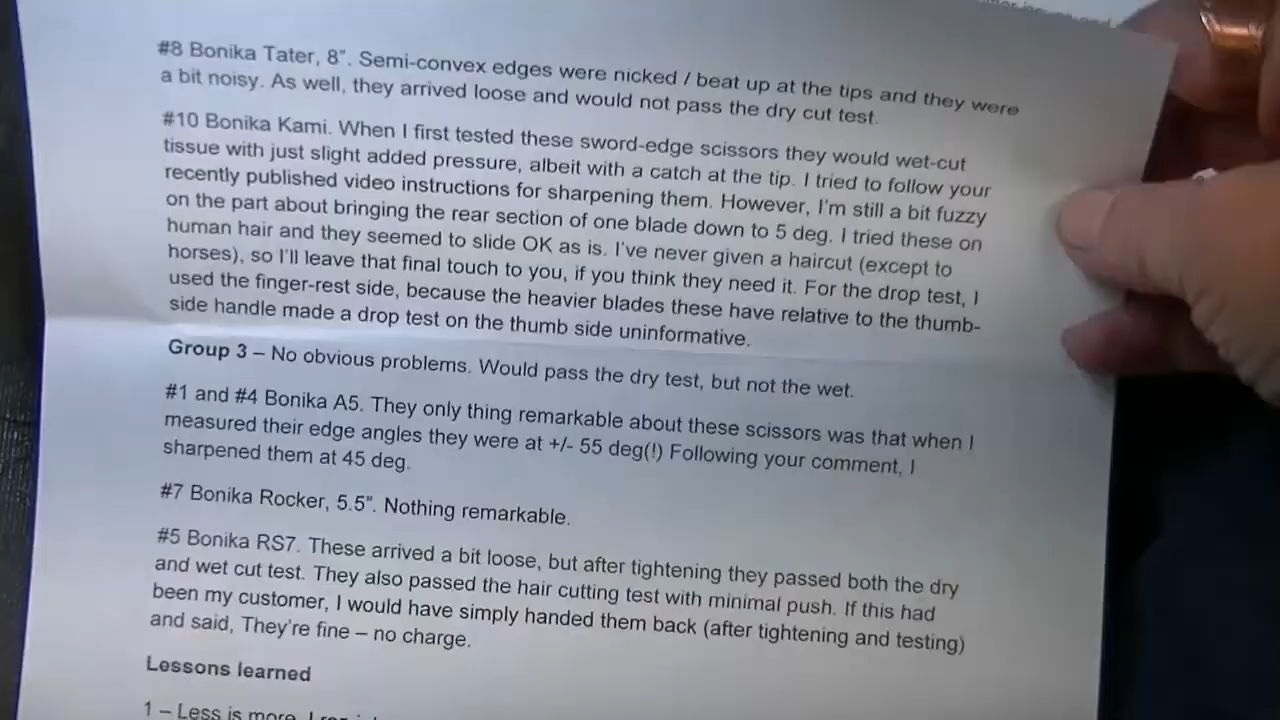 #8 Bonika Tater, 8”. Semi-convex edges were nicked / beat up at the tips and they were
a bit noisy. As well, they arrived loose and would not pass the dry cut test.
#10 Bonika Kami. When I first tested these sword-edge scissors they would wet-cut
tissue with just slight added pressure, albeit with a catch at the tip. I tried to follow your
recently published video instructions for sharpening them. However, I’m still a bit fuzzy
on the part about bringing the rear section of one blade down to 5 deg. I tried these on
human hair and they seemed to slide OK as is. I’ve never given a haircut (except to
horses), so I’ll leave that final touch to you, if you think they need it. For the drop test, I
used the finger-rest side, because the heavier blades these have relative to the thumb-
side handle made a drop test on the thumb side uninformative.
Group 3 – No obvious problems. Would pass the dry test, but not the wet.
#1 and #4 Bonika A5. They only thing remarkable about these scissors was that when I
measured their edge angles they were at +/- 55 deg(!) Following your comment, I
sharpened them at 45 deg.
#7 Bonika Rocker, 5.5”. Nothing remarkable.
#5 Bonika RS7. These arrived a bit loose, but after tightening they passed both the dry
and wet cut test. They also passed the hair cutting test with minimal push. If this had
been my customer, I would have simply handed them back (after tightening and testing)
and said, They’re fine – no charge.
Lessons learned
1 – Less is more. I